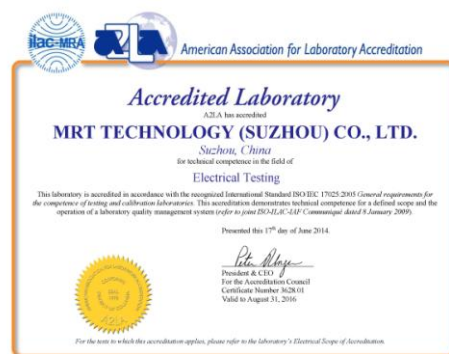 ilac-MRA
A2LA
American Association for Laboratory Accreditation
Accredited Laboratory
A2LA has accredited
MRT TECHNOLOGY (SUZHOU) CO., LTD.
Suzhou, China
for technical competence in the field of
Electrical Testing
This laboratory is accredited in accordance with the recognized International Standard ISO/IEC 17025:2005 General requirements for
the competence of testing and calibration laboratories. This accreditation demonstrates technical competence for a defined scope and the
operation of a laboratory quality management system (refer to joint ISO-ILAC-IAF Communiqué dated 8 January 2009).
Presented this 17th day of June 2014.
President & CEO
For the Accreditation Council
Certificate Number 3628.01
Valid to August 31, 2016
A2LA
For the tests to which this accreditation applies, please refer to the laboratory's Electrical Scope of Accreditation.